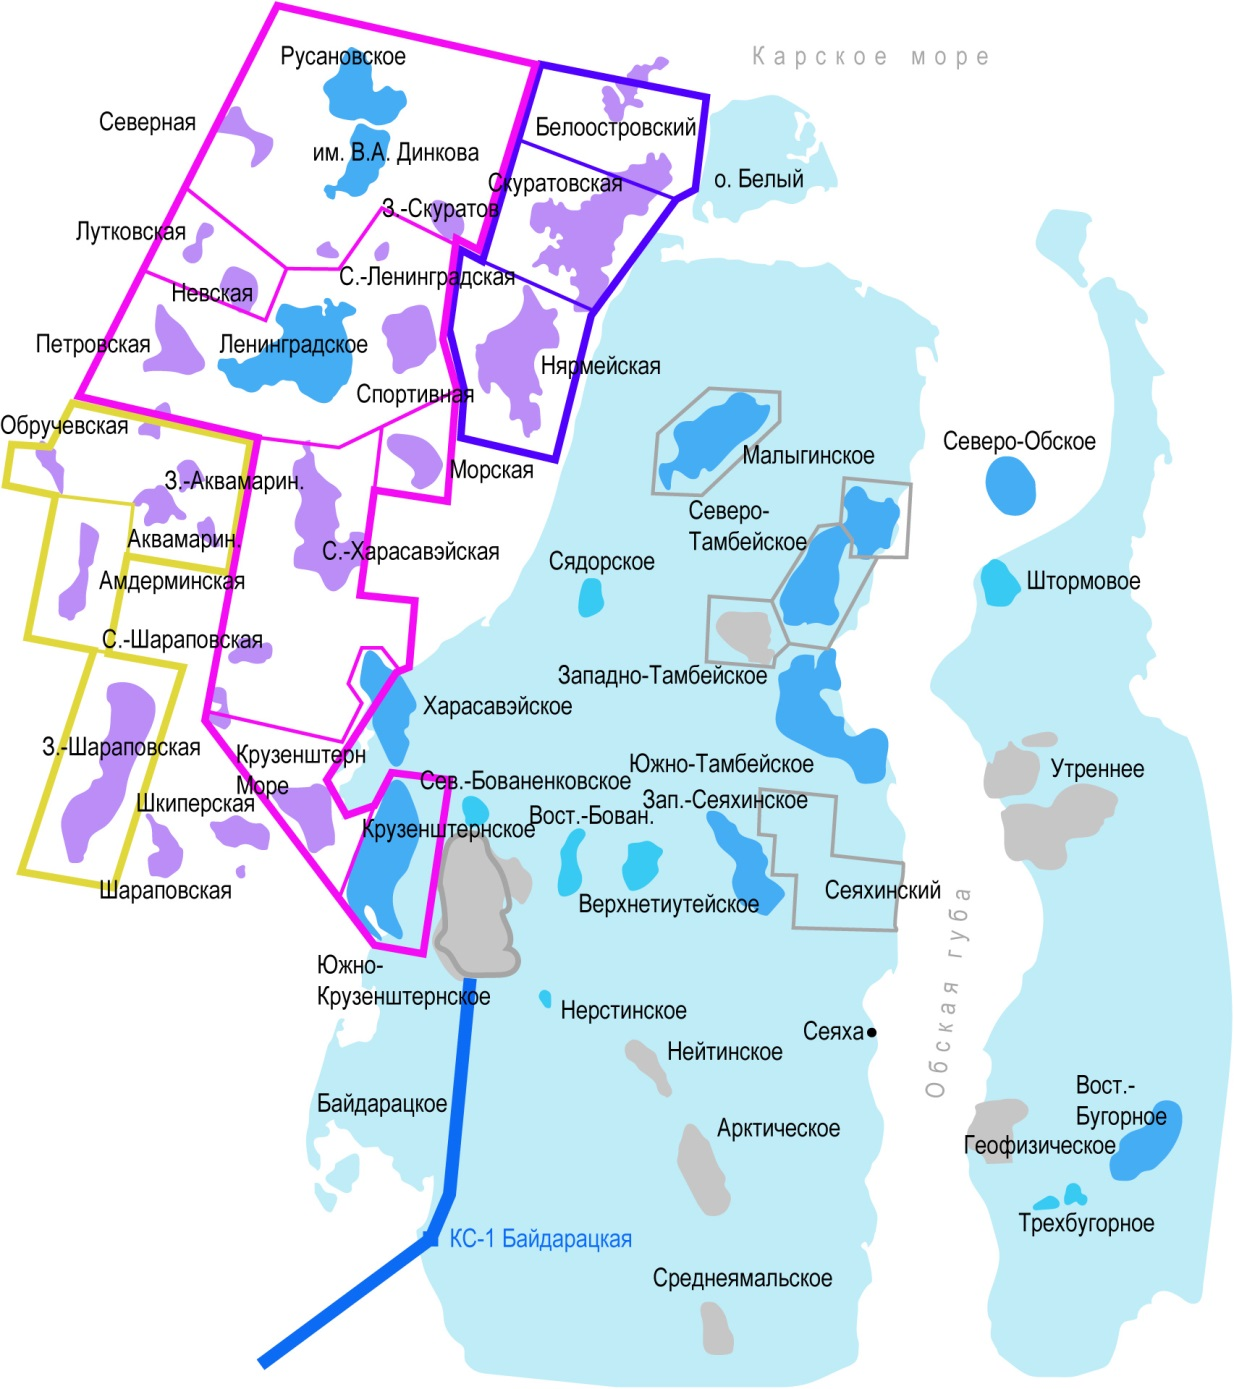 Карское море
Русановское
Северная
Белоостровский
им. В.А. Динкова
Скуратовская
о. Белый
З.-Скуратов
Лутковская
С.-Ленинградская
Невская
Петровская
Ленинградское
Нярмейская
Спортивная
Обручевская
Северо-Обское
Малыгинское
Морская
З.-Аквамарин.
Северо-
Тамбейское
Аквамарин.
С.-Харасавэйская
Сядорское
Амдерминская
Штормовое
С.-Шараповская
Западно-Тамбейское
Харасавэйское
З.-Шараповская
Крузенштерн
Море
Южно-Тамбейское
Утреннее
Сев.-Бованенковское
Шкиперская
Зап.-Сеяхинское
Вост.-Бован.
Крузенштернское
Шараповская
Верхнетиутейское
Сеяхинский
Обская губа
Южно-
Крузенштернское
Нерстинское
Сеяха
Нейтинское
Байдарацкое
Вост.-
Бугорное
Арктическое
Геофизическое
Трехбугорное
КС-1 Байдарацкая
Среднеямальское